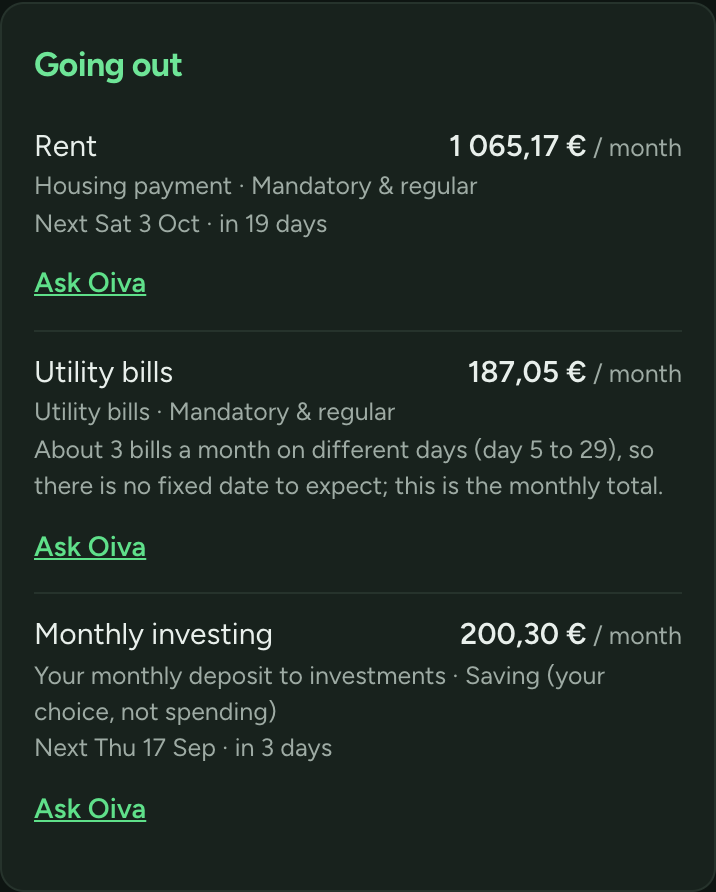 Going out
Rent 1 065,17 € / month
Housing payment · Mandatory & regular
Next Sat 3 Oct · in 19 days
Ask Oiva
Utility bills 187,05 € / month
Utility bills · Mandatory & regular
About 3 bills a month on different days (day 5 to 29), so
there is no fixed date to expect; this is the monthly total.
Ask Oiva
Monthly investing 200,30 € / month
Your monthly deposit to investments · Saving (your
choice, not spending)
Next Thu 17 Sep · in 3 days
Ask Oiva